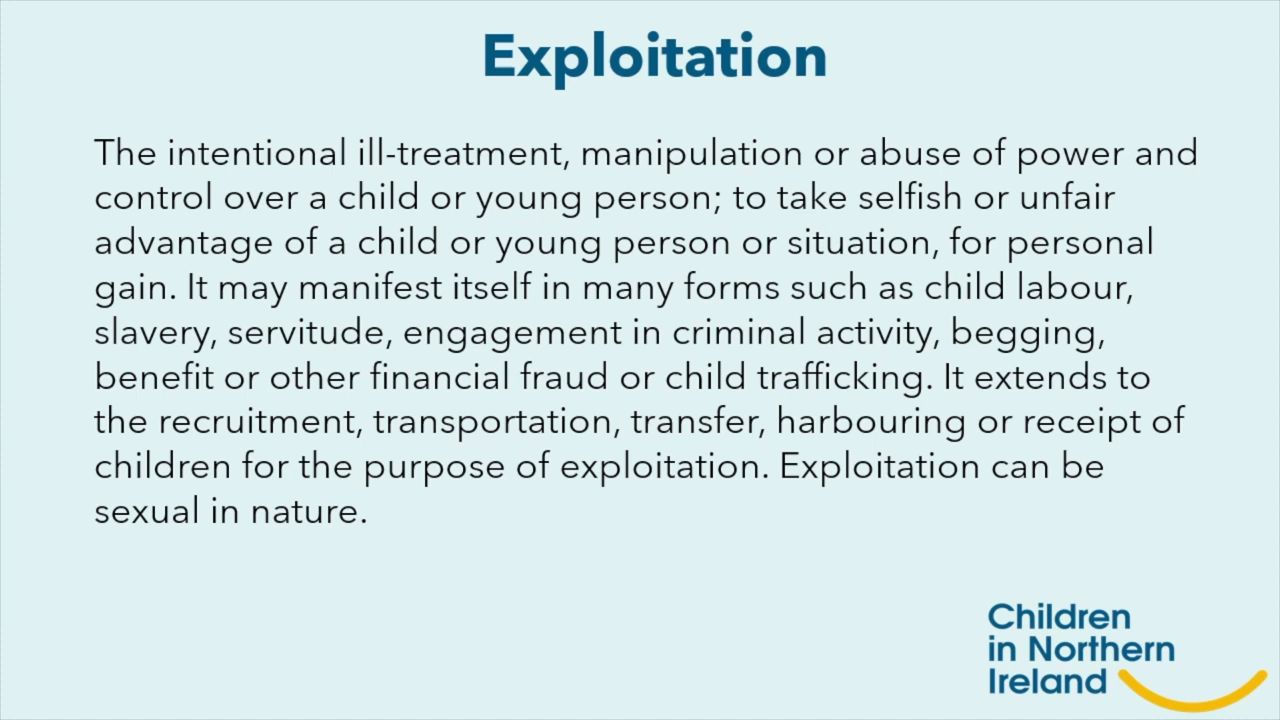 Exploitation
The intentional ill-treatment, manipulation or abuse of power and
control over a child or young person; to take selfish or unfair
advantage of a child or young person or situation, for personal
gain. It may manifest itself in many forms such as child labour,
slavery, servitude, engagement in criminal activity, begging,
benefit or other financial fraud or child trafficking. It extends to
the recruitment, transportation, transfer, harbouring or receipt of
children for the purpose of exploitation. Exploitation can be
sexual in nature.
Children
in Northern
Ireland